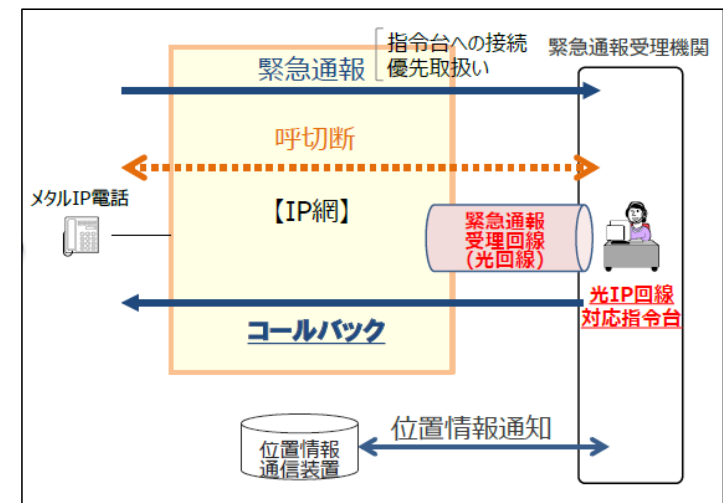 指令台への接続
優先取扱い
緊急通報受理機関
緊急通報
呼切断
メタルIP電話
【IP網】
緊急通報
受理回線
(光回線)
光IP回線
対応指令台
コールバック
位置情報通知
位置情報
通信装置